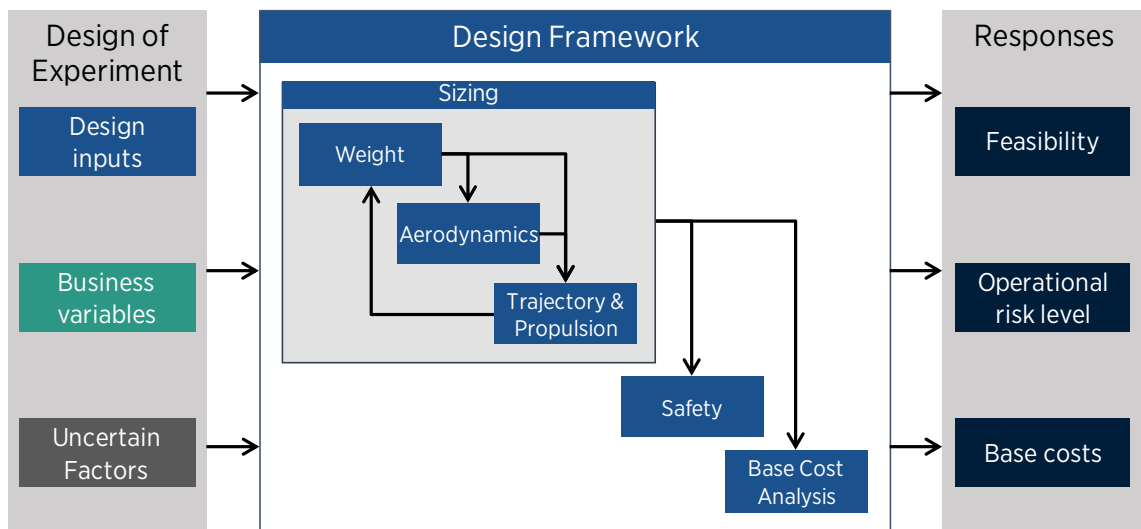 Design of
Experiment
Design
inputs
Business
variables
Uncertain
Factors
Design Framework
Sizing
Weight
Aerodynamics
Trajectory &
Propulsion
Safety
Base Cost
Analysis
Responses
Feasibility
Operational
risk level
Base costs